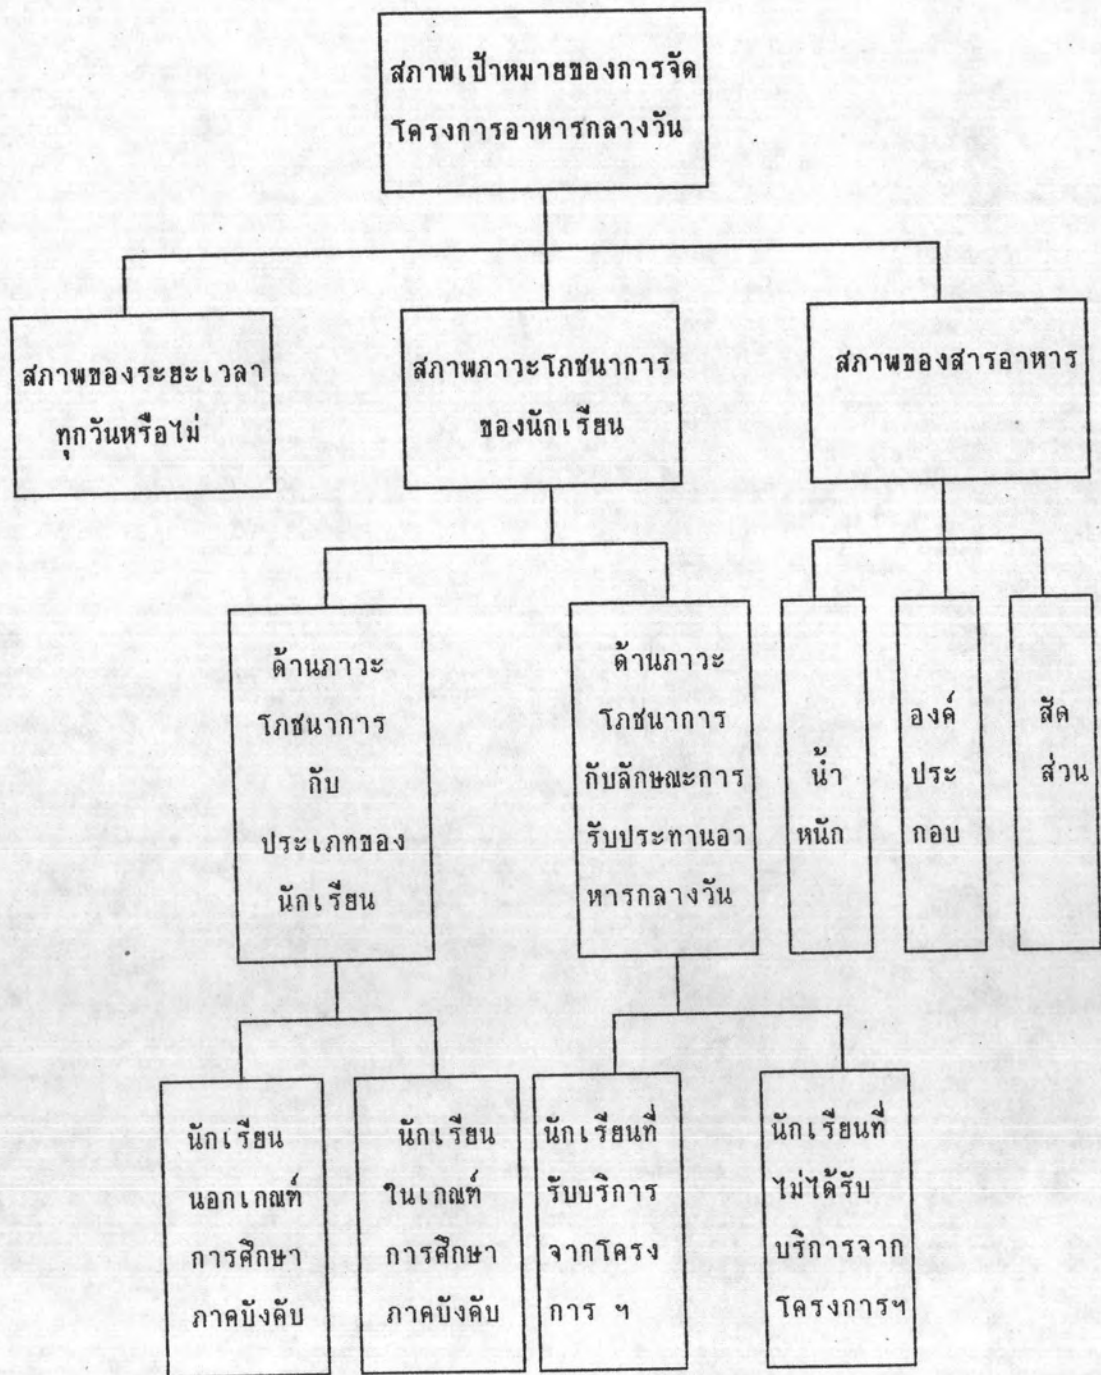 สภาพเป้าหมายของการจัด
โครงการอาหารกลางวัน
สภาพของระยะเวลา
ทุกวันหรือไม่
สภาพภาวะโภชนาการ
ของนักเรียน
สภาพของสารอาหาร
ด้านภาวะ
โภชนาการ
กับ
ประเภทของ
นักเรียน
ด้านภาวะ
โภชนาการ
กับลักษณะการ
รับประทานอา
หารกลางวัน
น้ำ
หนัก
องค์
ประ
กอบ
สัด
ส่วน
นักเรียน
นอกเกณฑ์
การศึกษา
ภาคบังคับ
นักเรียน
ในเกณฑ์
การศึกษา
ภาคบังคับ
นักเรียนที่
รับบริการ
จากโครง
การ ฯ
นักเรียนที่
ไม่ได้รับ
บริการจาก
โครงการฯ